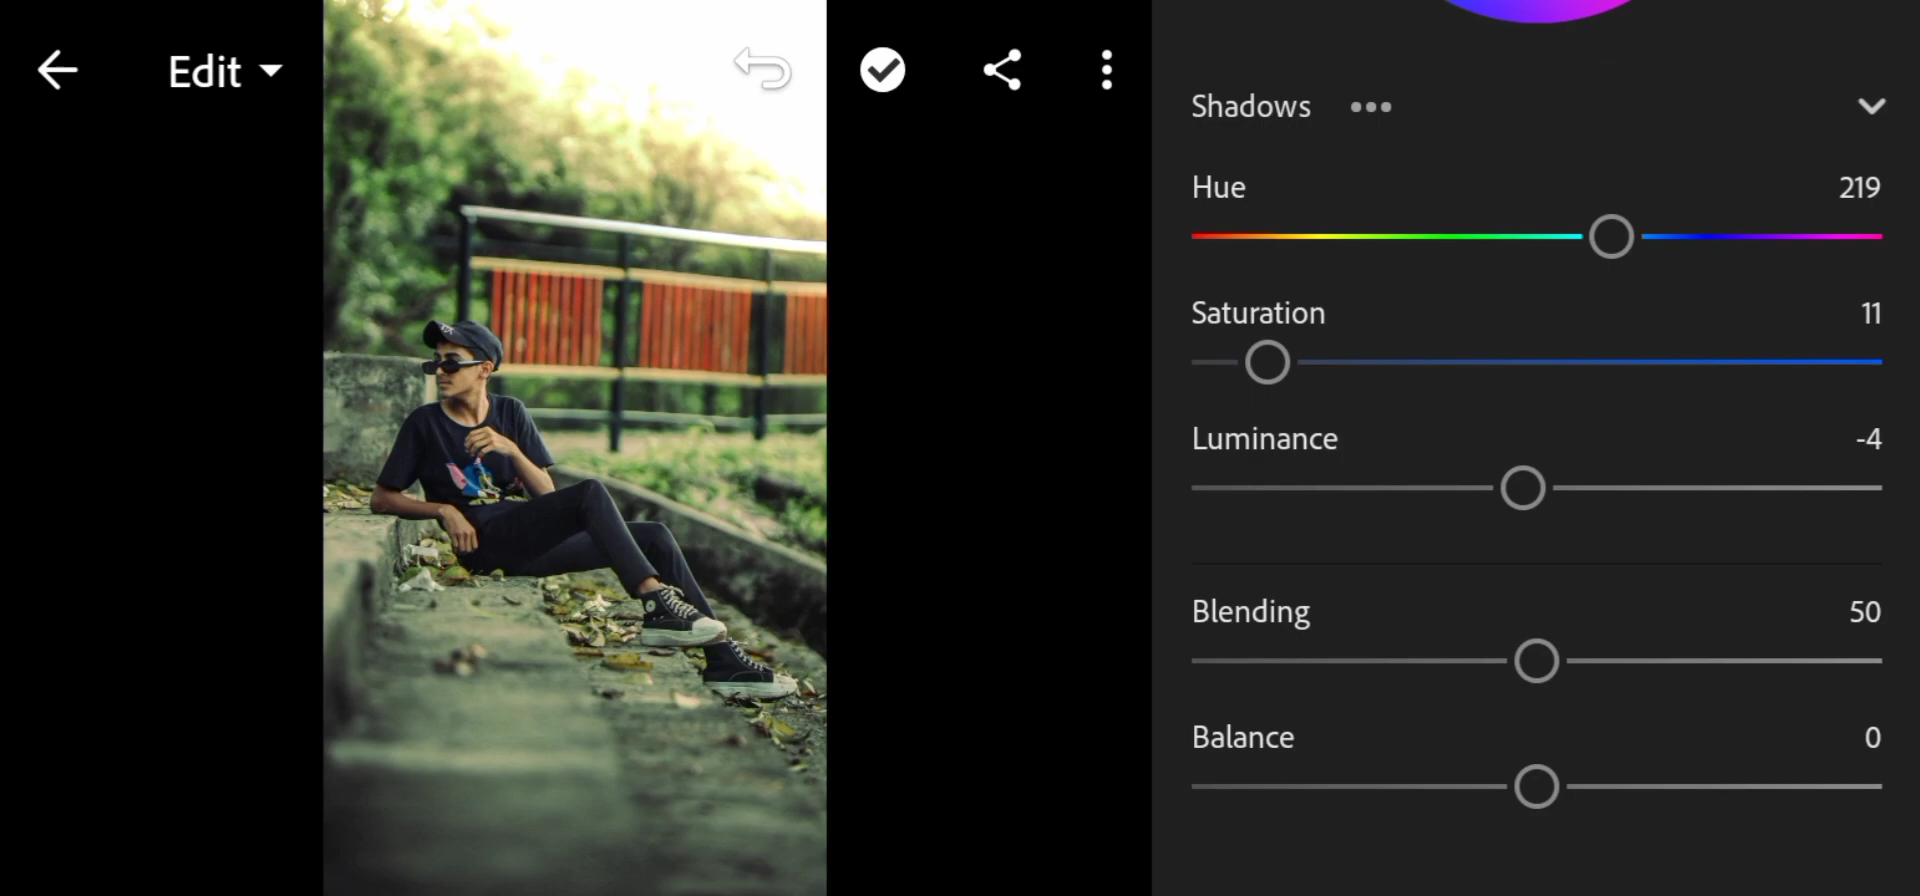 Edit
Shadows
Hue 219
Saturation 11
Luminance -4
Blending 50
Balance 0